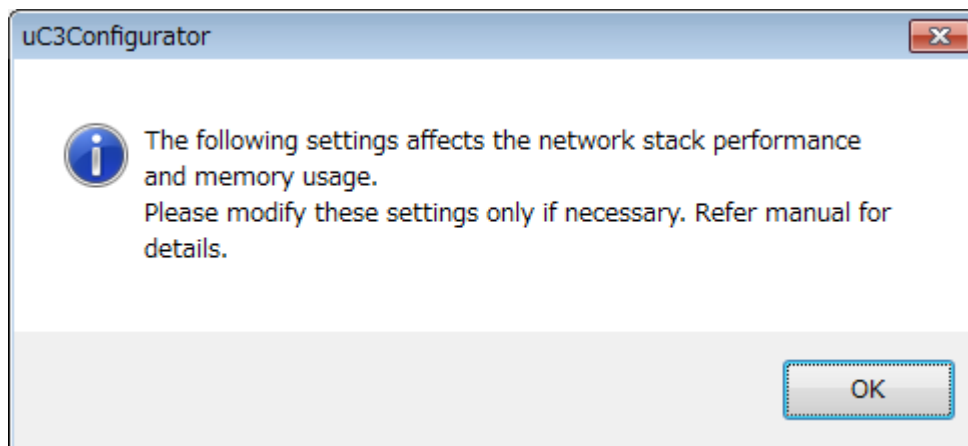 uC3Configurator
The following settings affects the network stack performance
and memory usage.
Please modify these settings only if necessary. Refer manual for
details.
OK